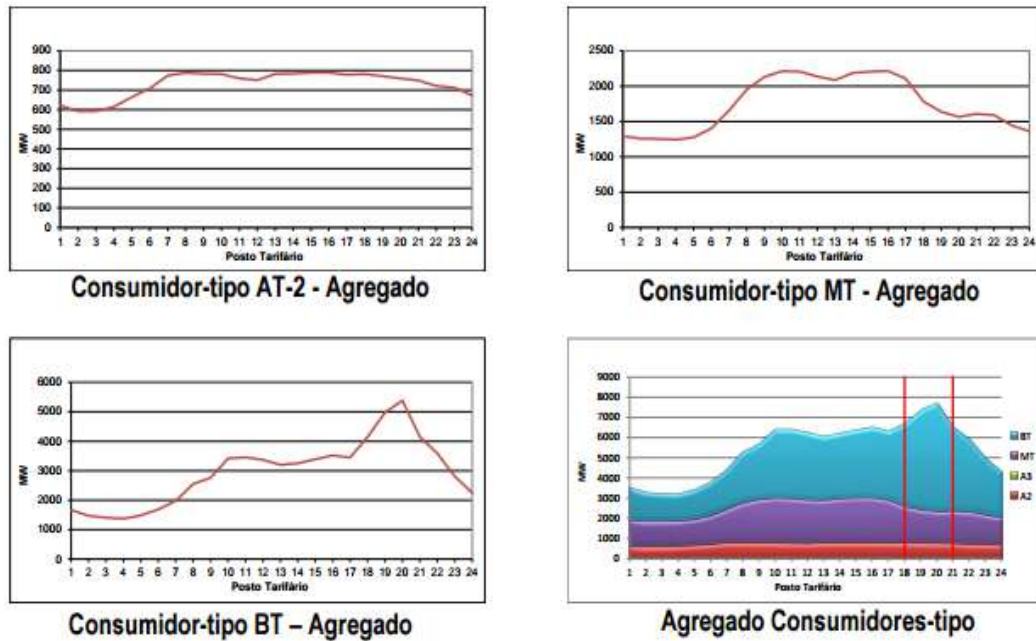 900
800
700
600
500
400
300
200
100
0
MW
1 2 3 4 5 6 7 8 9 10 11 12 13 14 15 16 17 18 19 20 21 22 23 24
Posto Tarifário
Consumidor-tipo AT-2 - Agregado
2500
2000
1500
1000
500
0
MW
1 2 3 4 5 6 7 8 9 10 11 12 13 14 15 16 17 18 19 20 21 22 23 24
Posto Tarifário
Consumidor-tipo MT - Agregado
6000
5000
4000
3000
2000
1000
0
MW
1 2 3 4 5 6 7 8 9 10 11 12 13 14 15 16 17 18 19 20 21 22 23 24
Posto Tarifário
Consumidor-tipo BT – Agregado
9000
8000
7000
6000
5000
4000
3000
2000
1000
0
MW
1 2 3 4 5 6 7 8 9 10 11 12 13 14 15 16 17 18 19 20 21 22 23 24
Posto Tarifário
BT
MT
A3
A2
Agregado Consumidores-tipo